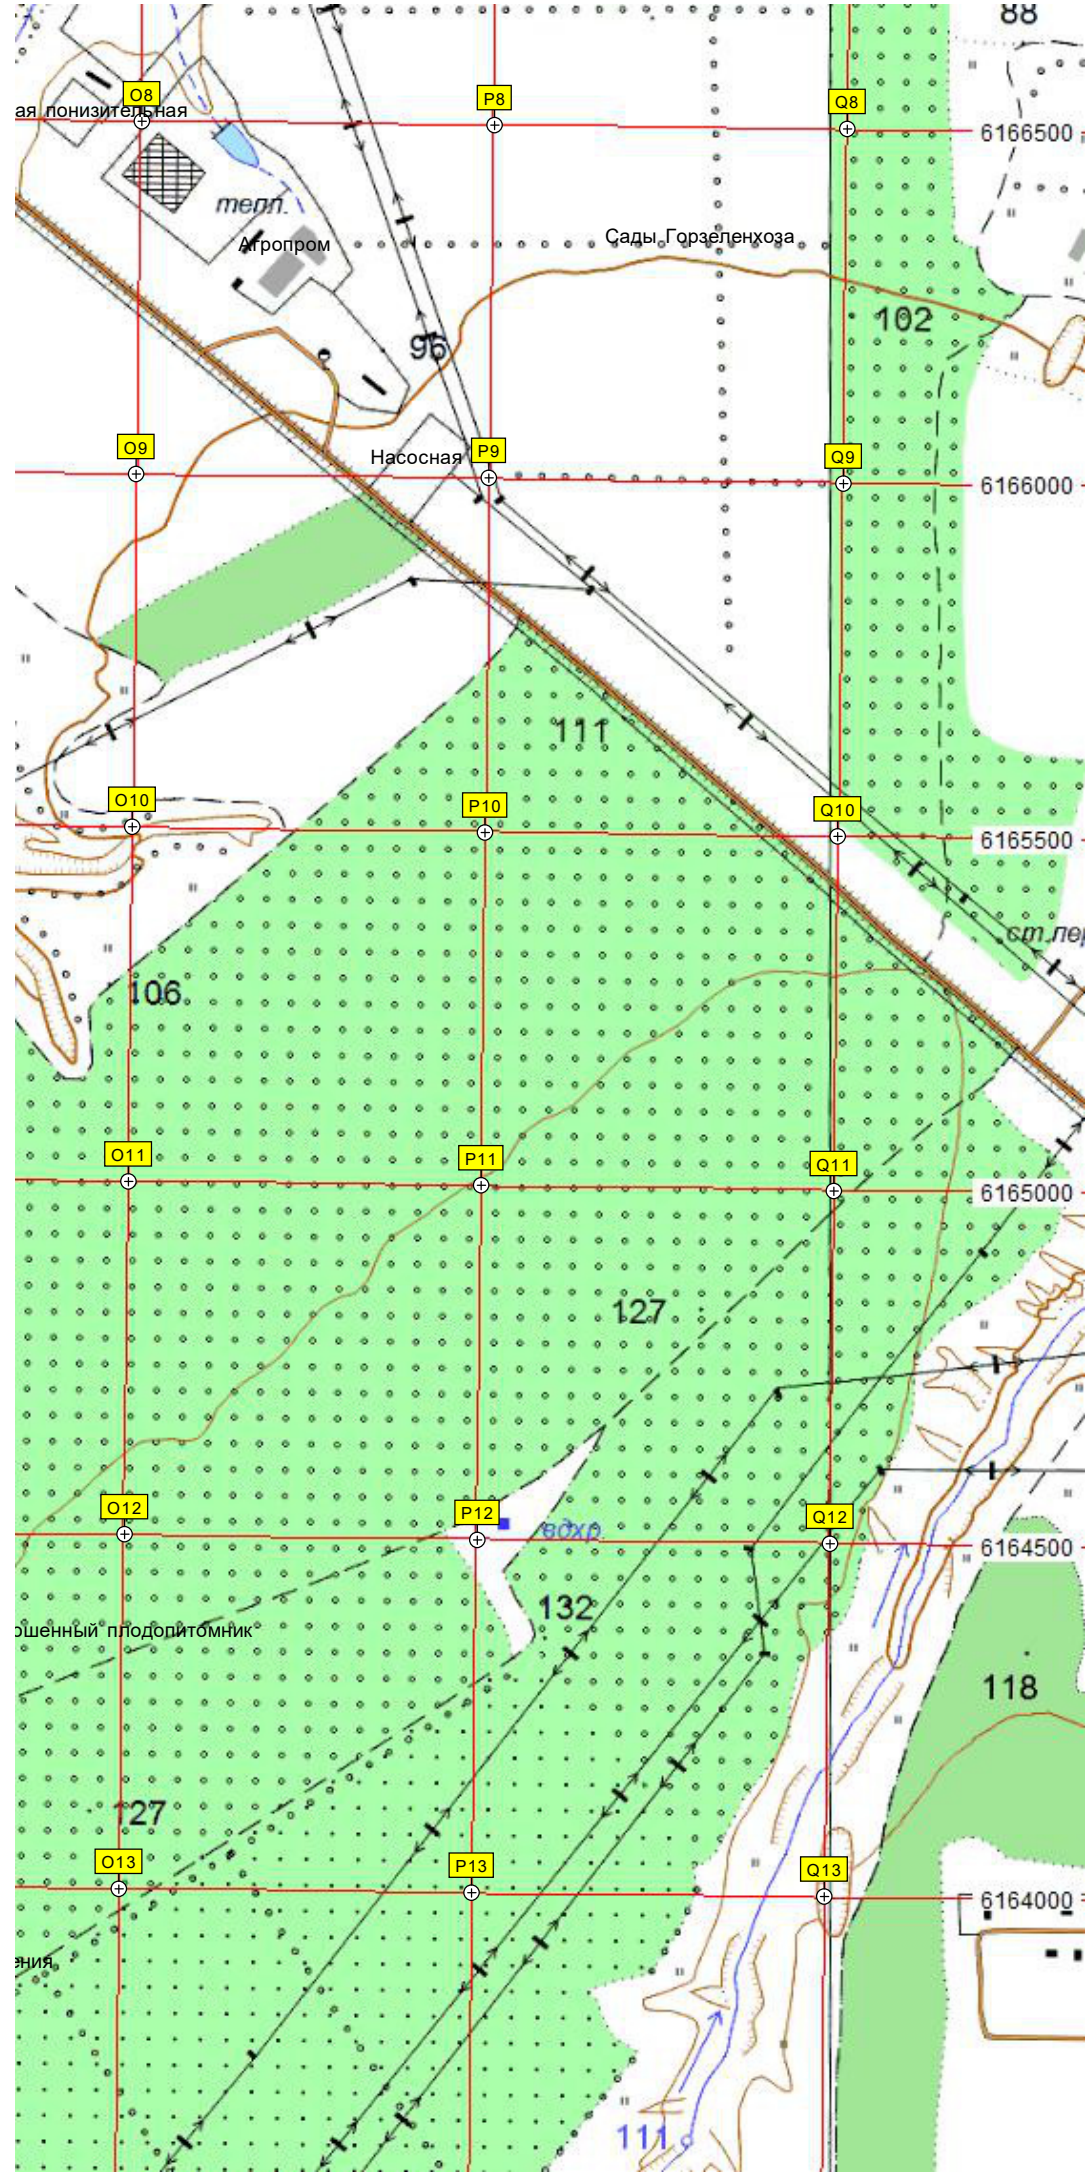 88
O8
P8
Q8
ая понизительная
6166500
тепл.
Агропром
Сады Горзеленхоза
102
96
O9
Насосная
P9
Q9
6166000
111
O10
P10
Q10
6165500
ст.пер
106
O11
P11
Q11
6165000
127
O12
P12
Q12
вдхр.
6164500
132
ошенный плодопитомник
118
127
O13
P13
Q13
6164000
ения
111